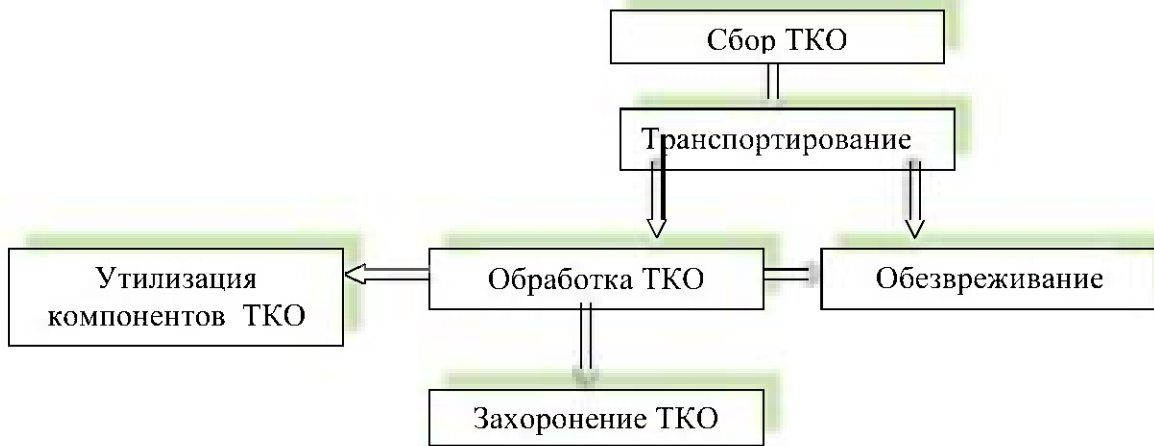 Сбор ТКО
Транспортирование
Утилизация
компонентов ТКО
Обработка ТКО
Обезвреживание
Захоронение ТКО